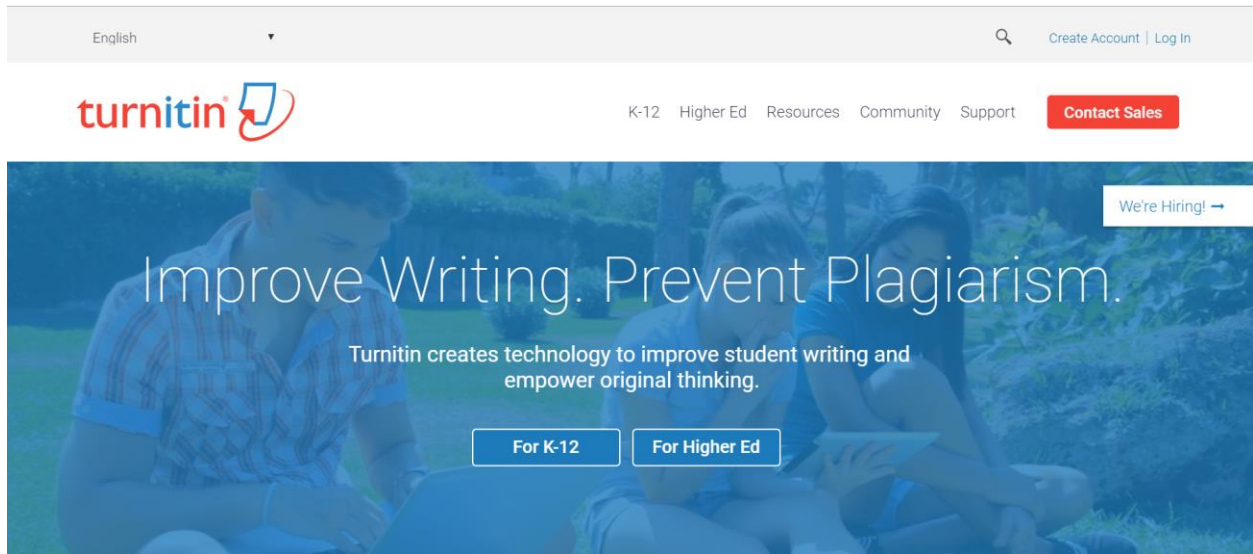 English
Create Account | Log In
turnitin
K-12 Higher Ed Resources Community Support Contact Sales
We're Hiring! →
Improve Writing. Prevent Plagiarism.
Turnitin creates technology to improve student writing and
empower original thinking.
For K-12 For Higher Ed